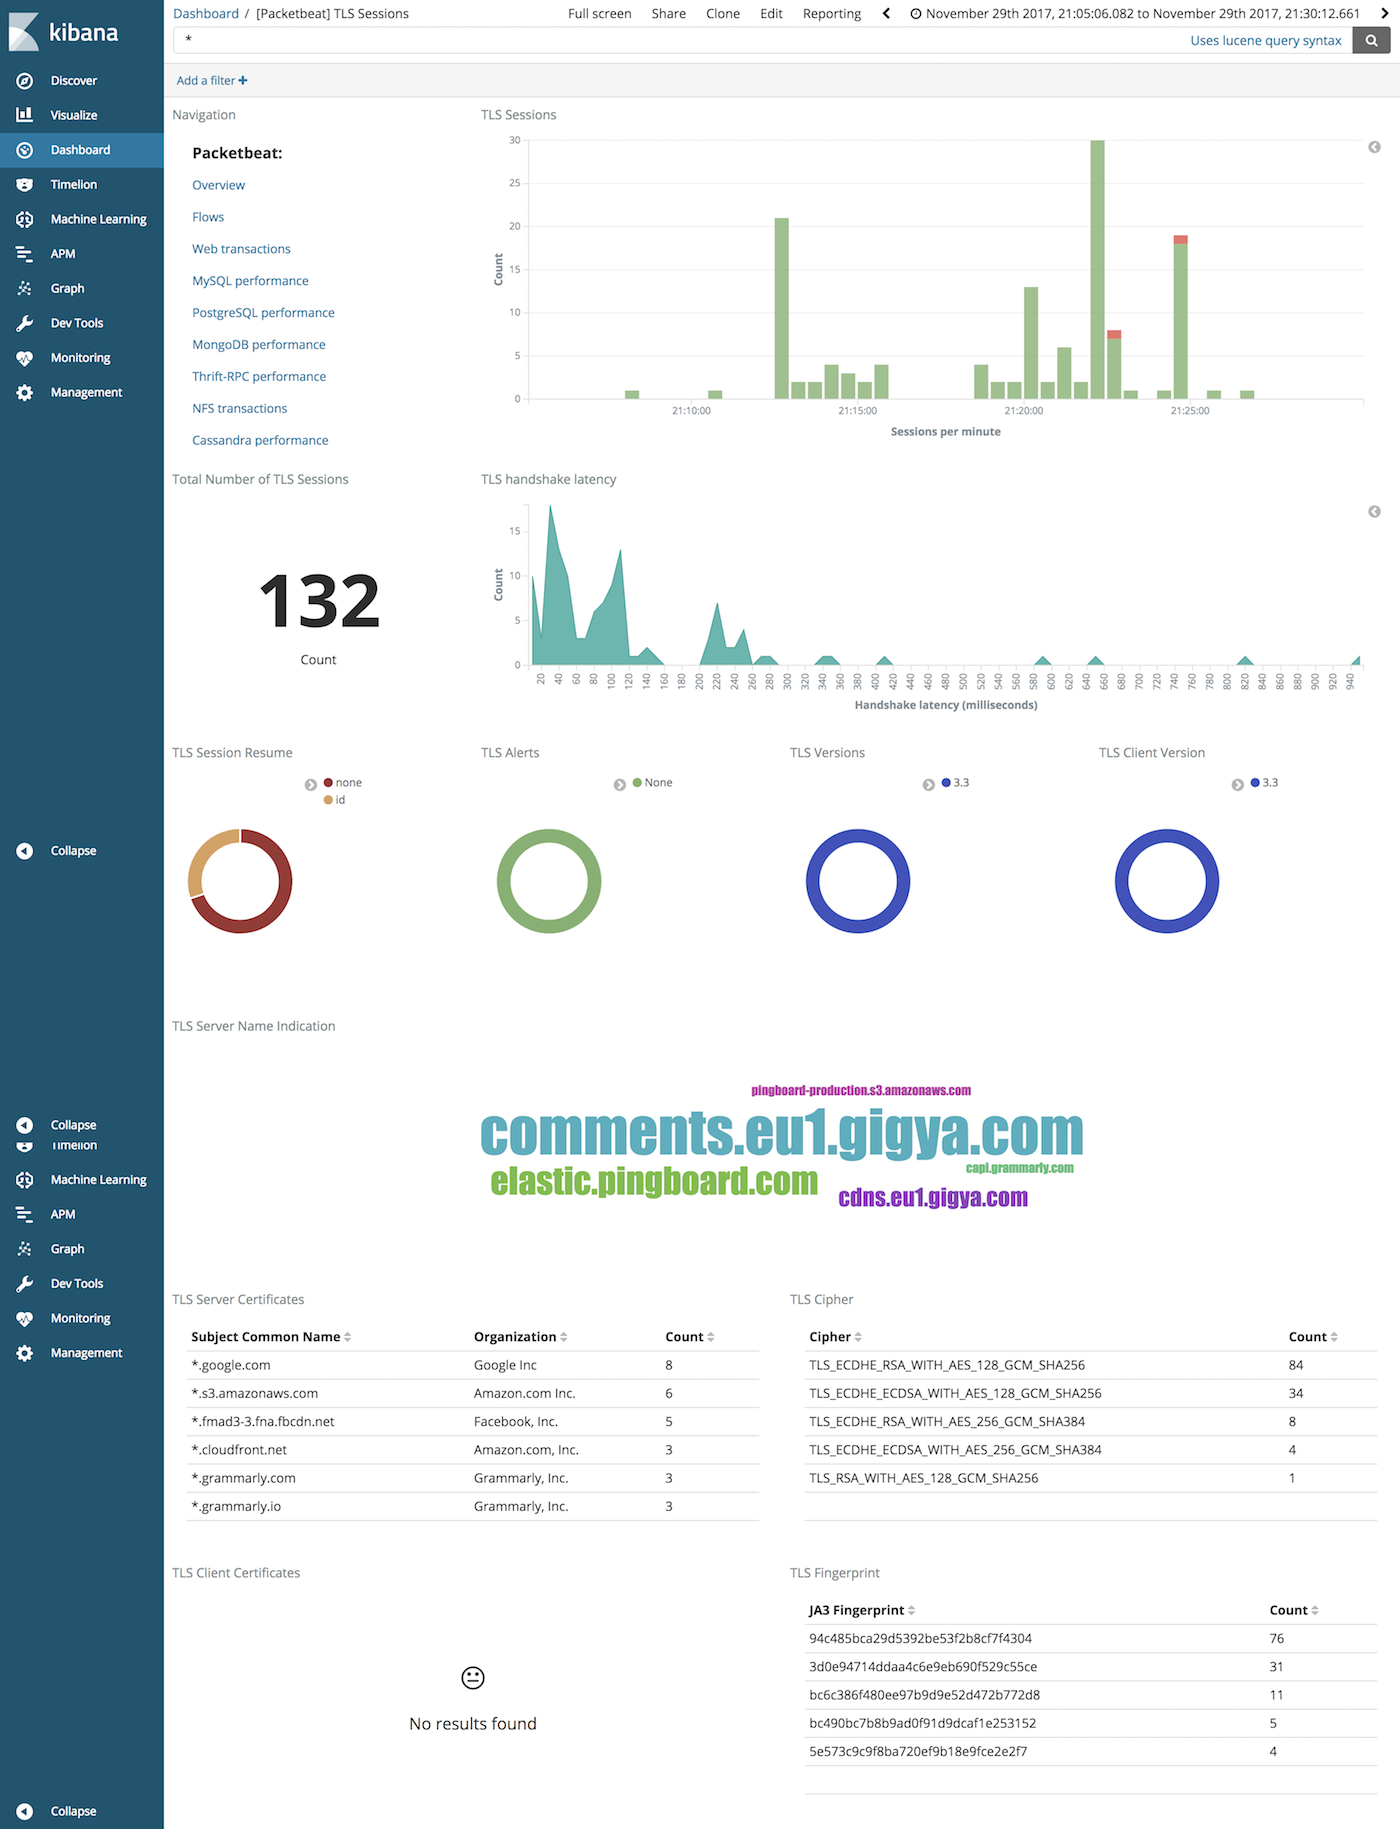 kibana
Dashboard / [Packetbeat] TLS Sessions
Full screen Share Clone Edit Reporting November 29th 2017, 21:05:06.082 to November 29th 2017, 21:30:12.661
* Uses lucene query syntax
Add a filter +
Discover
Visualize
Dashboard
Timelion
Machine Learning
APM
Graph
Dev Tools
Monitoring
Management
Navigation
Packetbeat:
Overview
Flows
Web transactions
MySQL performance
PostgreSQL performance
MongoDB performance
Thrift-RPC performance
NFS transactions
Cassandra performance
TLS Sessions
Count
30
25
20
15
10
5
0
21:10:00 21:15:00 21:20:00 21:25:00
Sessions per minute
Total Number of TLS Sessions
132
Count
TLS handshake latency
Count
15
10
5
0
20 40 60 80 100 120 140 160 180 200 220 240 260 280 300 320 340 360 380 400 420 440 460 480 500 520 540 560 580 600 620 640 660 680 700 720 740 760 780 800 820 840 860 880 900 920 940
Handshake latency (milliseconds)
TLS Session Resume
none
id
TLS Alerts
None
TLS Versions
3.3
TLS Client Version
3.3
Collapse
TLS Server Name Indication
pingboard-production.s3.amazonaws.com
comments.eu1.gigya.com
capi.grammarly.com
elastic.pingboard.com
cdns.eu1.gigya.com
Collapse
Timelion
Machine Learning
APM
Graph
Dev Tools
Monitoring
Management
TLS Server Certificates
Subject Common Name Organization Count
*.google.com Google Inc 8
*.s3.amazonaws.com Amazon.com Inc. 6
*.fmad3-3.fna.fbcdn.net Facebook, Inc. 5
*.cloudfront.net Amazon.com, Inc. 3
*.grammarly.com Grammarly, Inc. 3
*.grammarly.io Grammarly, Inc. 3
TLS Cipher
Cipher Count
TLS_ECDHE_RSA_WITH_AES_128_GCM_SHA256 84
TLS_ECDHE_ECDSA_WITH_AES_128_GCM_SHA256 34
TLS_ECDHE_RSA_WITH_AES_256_GCM_SHA384 8
TLS_ECDHE_ECDSA_WITH_AES_256_GCM_SHA384 4
TLS_RSA_WITH_AES_128_GCM_SHA256 1
TLS Client Certificates
No results found
TLS Fingerprint
JA3 Fingerprint Count
94c485bca29d5392be53f2b8cf7f4304 76
3d0e94714ddaa4c6e9eb690f529c55ce 31
bc6c386f480ee97b9d9e52d472b772d8 11
bc490bc7b8b9ad0f91d9dcaf1e253152 5
5e573c9c9f8ba720ef9b18e9fce2e2f7 4
Collapse